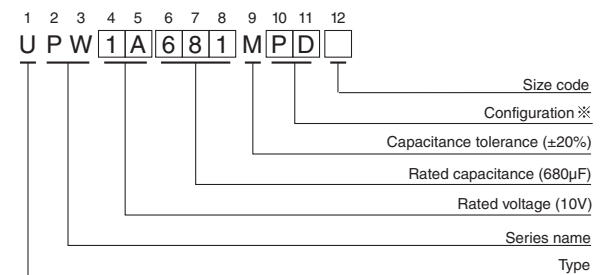 1 2 3 4 5 6 7 8 9 10 11 12
U P W 1 A 6 8 1 M P D
Size code
Configuration ※
Capacitance tolerance (±20%)
Rated capacitance (680µF)
Rated voltage (10V)
Series name
Type